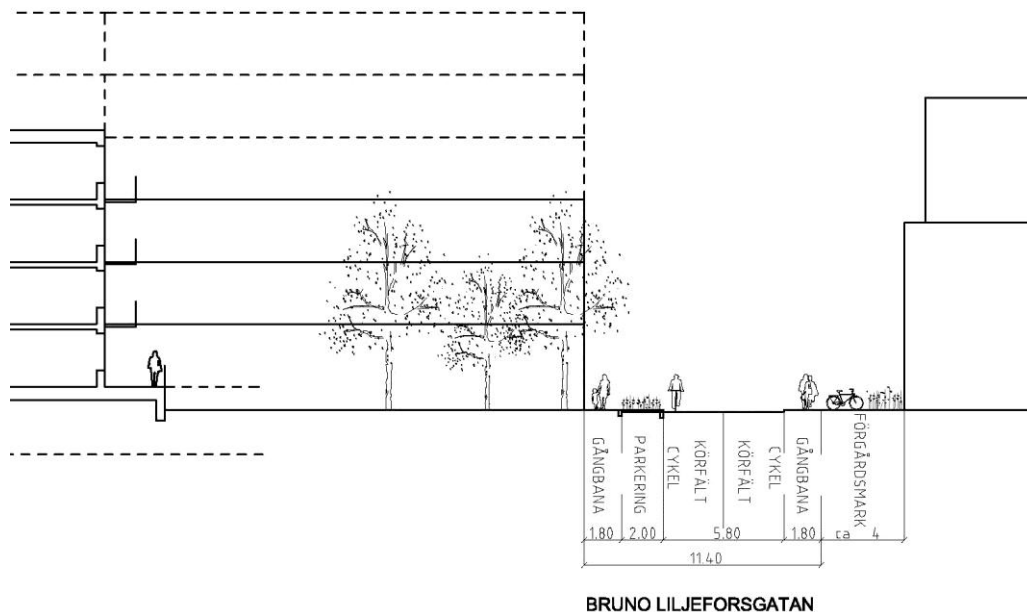 GÅNGBANA
PARKERING
CYKEL
KÖRFÄLT
KÖRFÄLT
CYKEL
GÅNGBANA
FÖRGÅRDSMARK
1.80
2.00
5.80
1.80
ca 4
11.40
BRUNO LILJEFORSGATAN